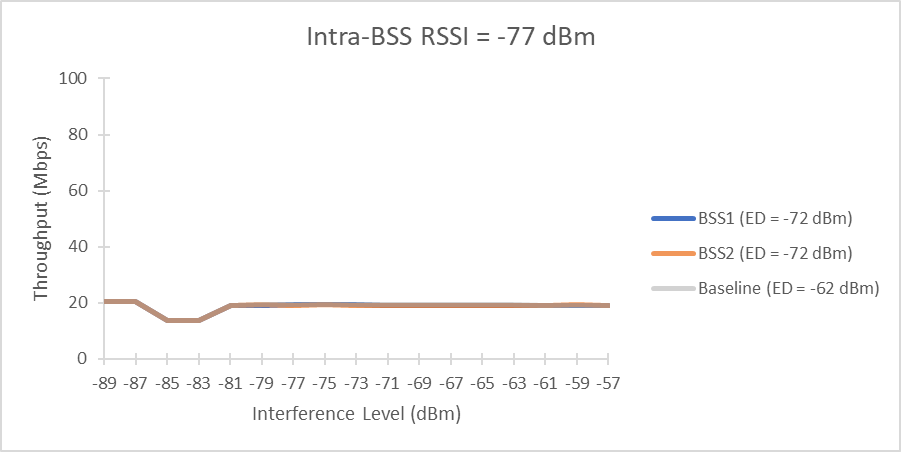 Intra-BSS RSSI = -77 dBm
Throughput (Mbps)
100
80
60
40
20
0
-89 -87 -85 -83 -81 -79 -77 -75 -73 -71 -69 -67 -65 -63 -61 -59 -57
Interference Level (dBm)
BSS1 (ED = -72 dBm)
BSS2 (ED = -72 dBm)
Baseline (ED = -62 dBm)